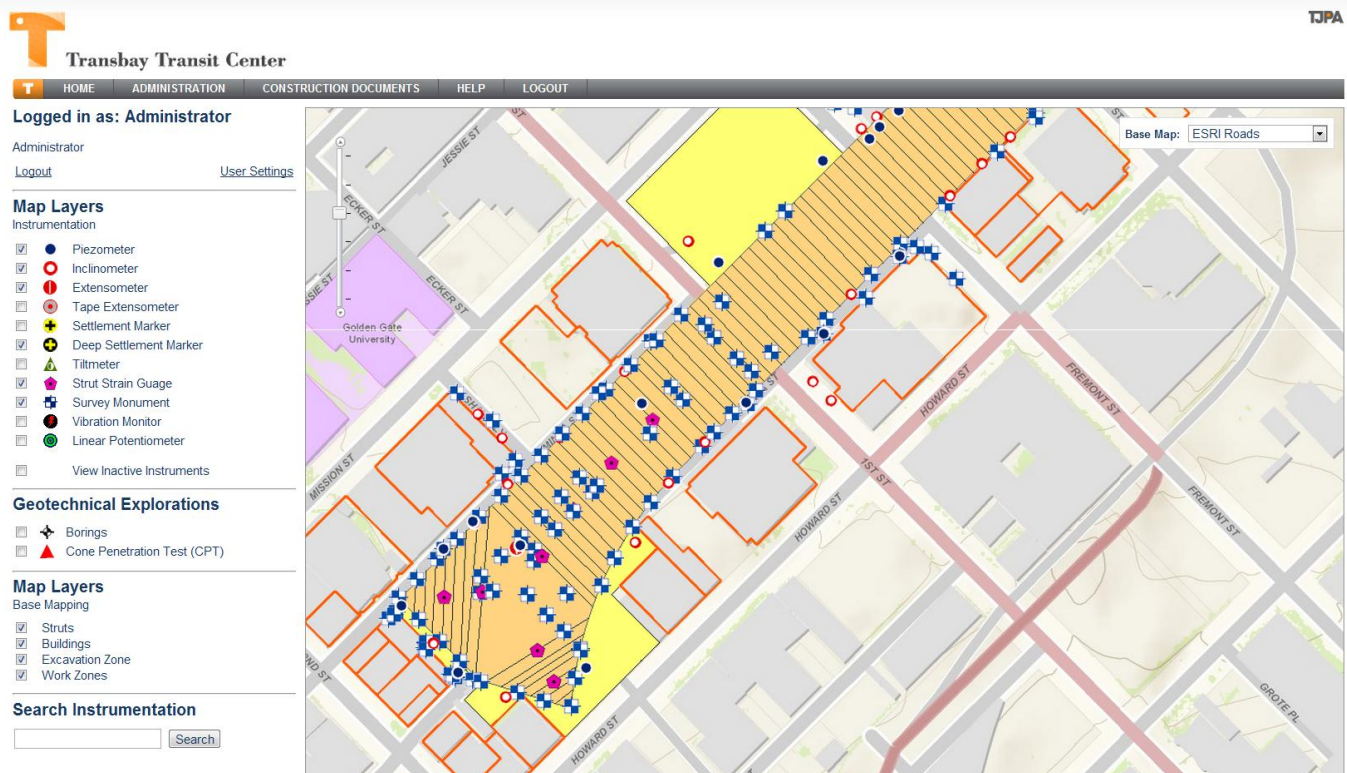 TJPA
Transbay Transit Center
T HOME ADMINISTRATION CONSTRUCTION DOCUMENTS HELP LOGOUT
Logged in as: Administrator
Administrator
Logout User Settings
Map Layers
Instrumentation
Piezometer
Inclinometer
Extensometer
Tape Extensometer
Settlement Marker
Deep Settlement Marker
Tiltmeter
Strut Strain Guage
Survey Monument
Vibration Monitor
Linear Potentiometer
View Inactive Instruments
Geotechnical Explorations
Borings
Cone Penetration Test (CPT)
Map Layers
Base Mapping
Struts
Buildings
Excavation Zone
Work Zones
Search Instrumentation
Search
Base Map: ESRI Roads
JESSIE ST
ECKER ST
ECKER ST
Golden Gate
University
MISSION ST
HOWARD ST
FREMONT ST
1ST ST
HOWARD ST
FREMONT ST
HOWARD ST
GROTE PL